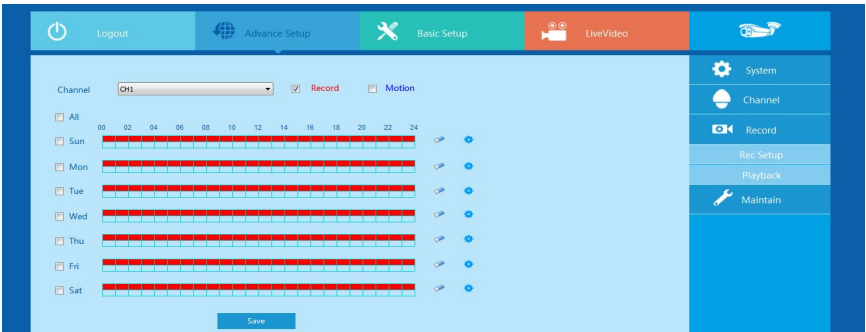 Logout Advance Setup Basic Setup LiveVideo
System
Channel CH1 Record Motion
Channel
All
00 02 04 06 08 10 12 14 16 18 20 22 24
Record
Sun
Rec Setup
Mon
Playback
Tue
Maintain
Wed
Thu
Fri
Sat
Save